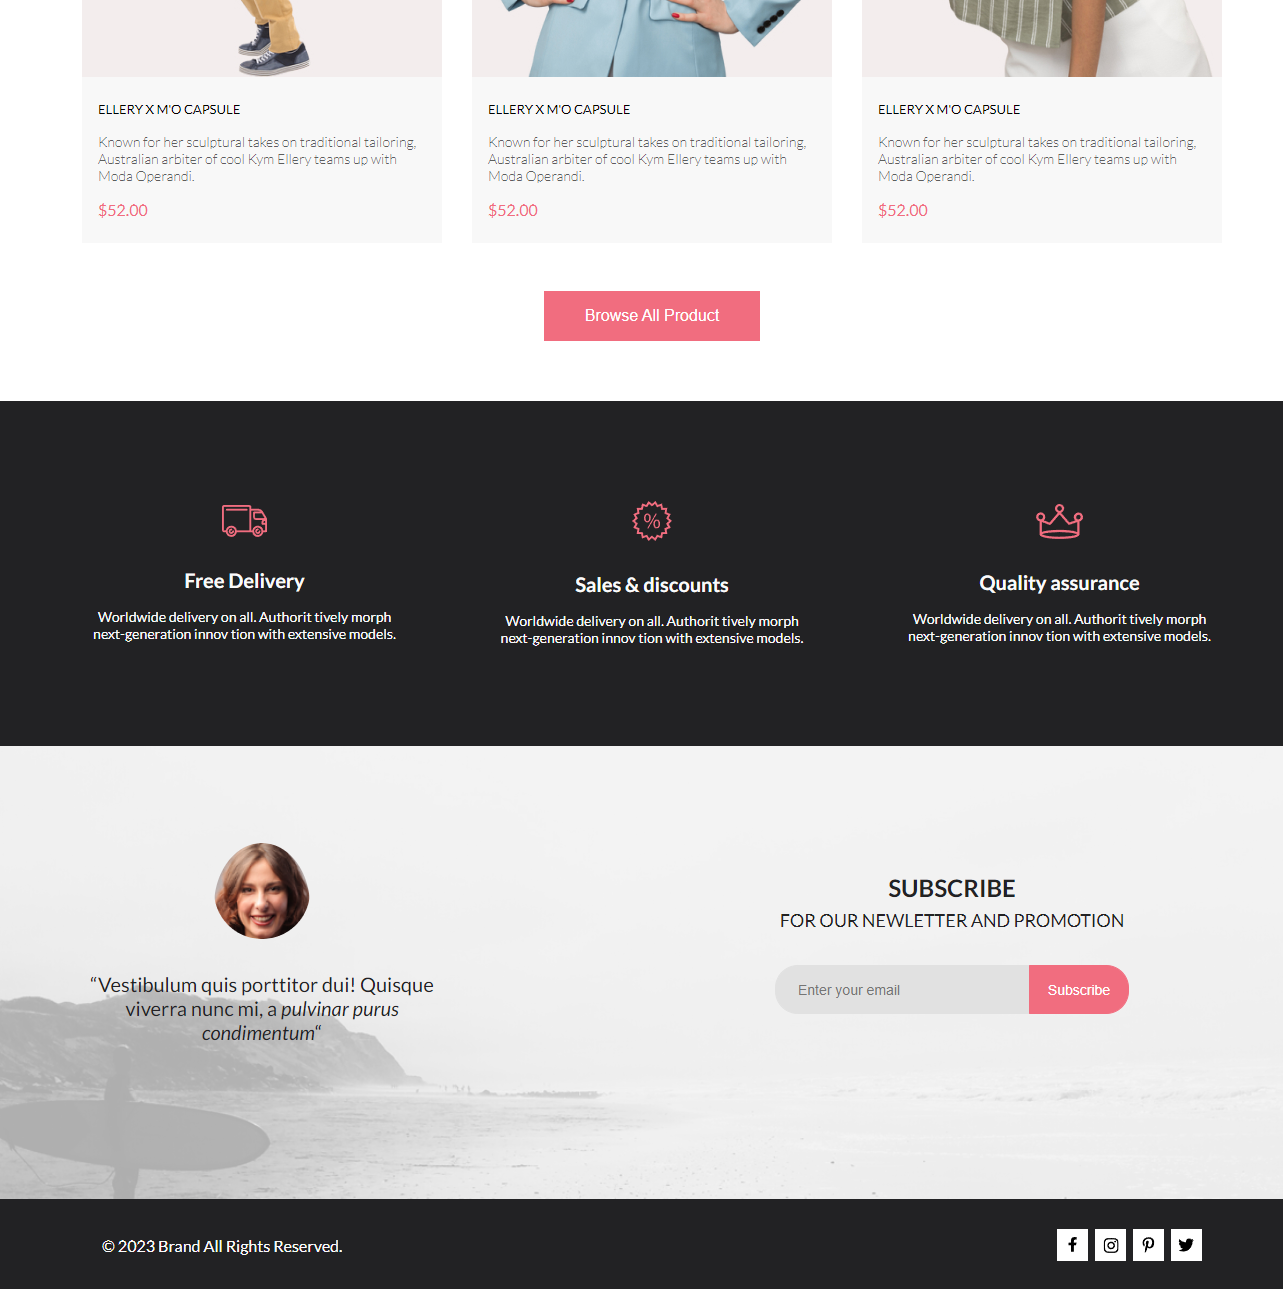 ELLERY X M'O CAPSULE
Known for her sculptural takes on traditional tailoring,
Australian arbiter of cool Kym Ellery teams up with
Moda Operandi.
$52.00
ELLERY X M'O CAPSULE
Known for her sculptural takes on traditional tailoring,
Australian arbiter of cool Kym Ellery teams up with
Moda Operandi.
$52.00
ELLERY X M'O CAPSULE
Known for her sculptural takes on traditional tailoring,
Australian arbiter of cool Kym Ellery teams up with
Moda Operandi.
$52.00
Browse All Product
%
Free Delivery
Worldwide delivery on all. Authorit tively morph
next-generation innov tion with extensive models.
Sales & discounts
Worldwide delivery on all. Authorit tively morph
next-generation innov tion with extensive models.
Quality assurance
Worldwide delivery on all. Authorit tively morph
next-generation innov tion with extensive models.
“Vestibulum quis porttitor dui! Quisque
viverra nunc mi, a pulvinar purus
condimentum“
SUBSCRIBE
FOR OUR NEWLETTER AND PROMOTION
Enter your email
Subscribe
© 2023 Brand All Rights Reserved.